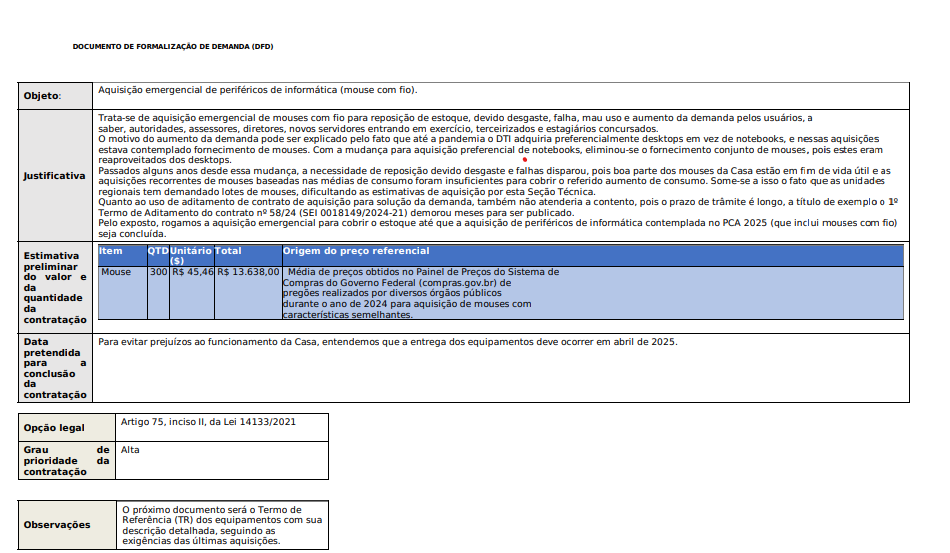 DOCUMENTO DE FORMALIZAÇÃO DE DEMANDA (DFD)
Objeto:
Aquisição emergencial de periféricos de informática (mouse com fio).
Justificativa
Trata-se de aquisição emergencial de mouses com fio para reposição de estoque, devido desgaste, falha, mau uso e aumento da demanda pelos usuários, a
saber, autoridades, assessores, diretores, novos servidores entrando em exercício, terceirizados e estagiários concursados.
O motivo do aumento da demanda pode ser explicado pelo fato que até a pandemia o DTI adquiria preferencialmente desktops em vez de notebooks, e nessas aquisições
estava contemplado fornecimento de mouses. Com a mudança para aquisição preferencial de notebooks, eliminou-se o fornecimento conjunto de mouses, pois estes eram
reaproveitados dos desktops.
Passados alguns anos desde essa mudança, a necessidade de reposição devido desgaste e falhas disparou, pois boa parte dos mouses da Casa estão em fim de vida útil e as
aquisições recorrentes de mouses baseadas nas médias de consumo foram insuficientes para cobrir o referido aumento de consumo. Some-se a isso o fato que as unidades
regionais tem demandado lotes de mouses, dificultando as estimativas de aquisição por esta Seção Técnica.
Quanto ao uso de aditamento de contrato de aquisição para solução da demanda, também não atenderia a contento, pois o prazo de trâmite é longo, a título de exemplo o 1º
Termo de Aditamento do contrato nº 58/24 (SEI 0018149/2024-21) demorou meses para ser publicado.
Pelo exposto, rogamos a aquisição emergencial para cobrir o estoque até que a aquisição de periféricos de informática contemplada no PCA 2025 (que inclui mouses com fio)
seja concluída.
Estimativa
preliminar
do valor e
da
quantidade
da
contratação
Item QTD Unitário Total Origem do preço referencial
($)
Mouse 300 R$ 45,46 R$ 13.638,00 Média de preços obtidos no Painel de Preços do Sistema de
Compras do Governo Federal (compras.gov.br) de
pregões realizados por diversos órgãos públicos
durante o ano de 2024 para aquisição de mouses com
características semelhantes.
Data
pretendida
para a
conclusão
da
contratação
Para evitar prejuízos ao funcionamento da Casa, entendemos que a entrega dos equipamentos deve ocorrer em abril de 2025.
Opção legal
Artigo 75, inciso II, da Lei 14133/2021
Grau de
prioridade da
contratação
Alta
Observações
O próximo documento será o Termo de
Referência (TR) dos equipamentos com sua
descrição detalhada, seguindo as
exigências das últimas aquisições.